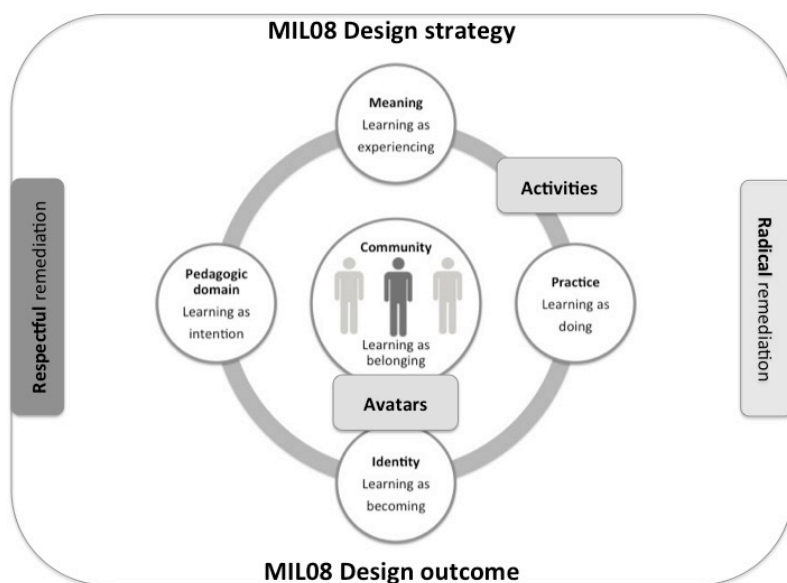 MIL08 Design strategy
Meaning
Learning as
experiencing
Activities
Respectful remediation
Pedagogic
domain
Learning as
intention
Community
Learning as
belonging
Practice
Learning as
doing
Radical remediation
Avatars
Identity
Learning as
becoming
MIL08 Design outcome